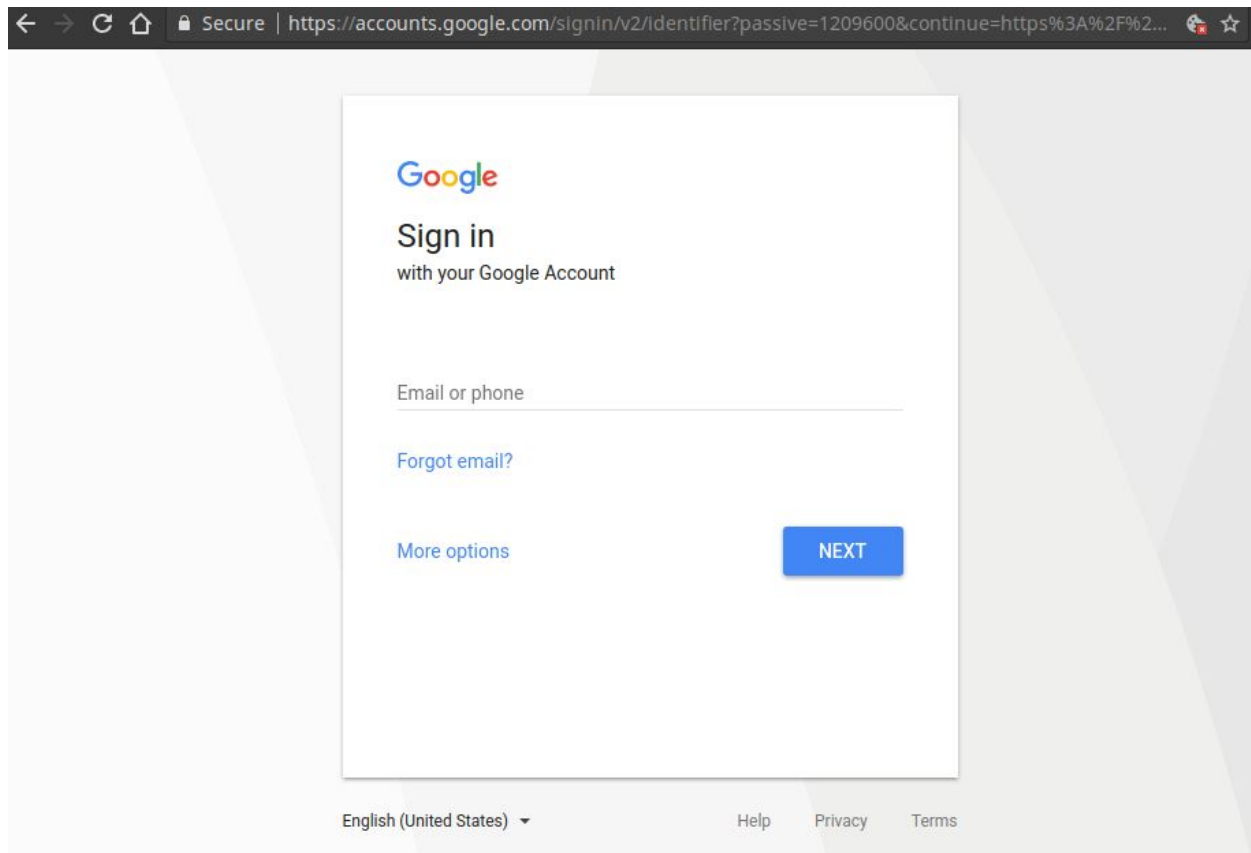 Secure | https://accounts.google.com/signin/v2/identifier?passive=1209600&continue=https%3A%2F%2...
Google
Sign in
with your Google Account
Email or phone
Forgot email?
More options NEXT
English (United States) Help Privacy Terms